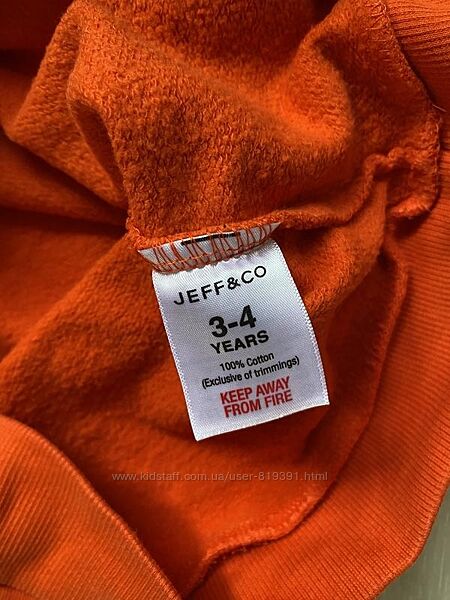 JEFF&CO
3-4
YEARS
100% Cotton
(Exclusive of trimmings)
KEEP AWAY
FROM FIRE
www.kidstaff.com.ua/user-819391.html